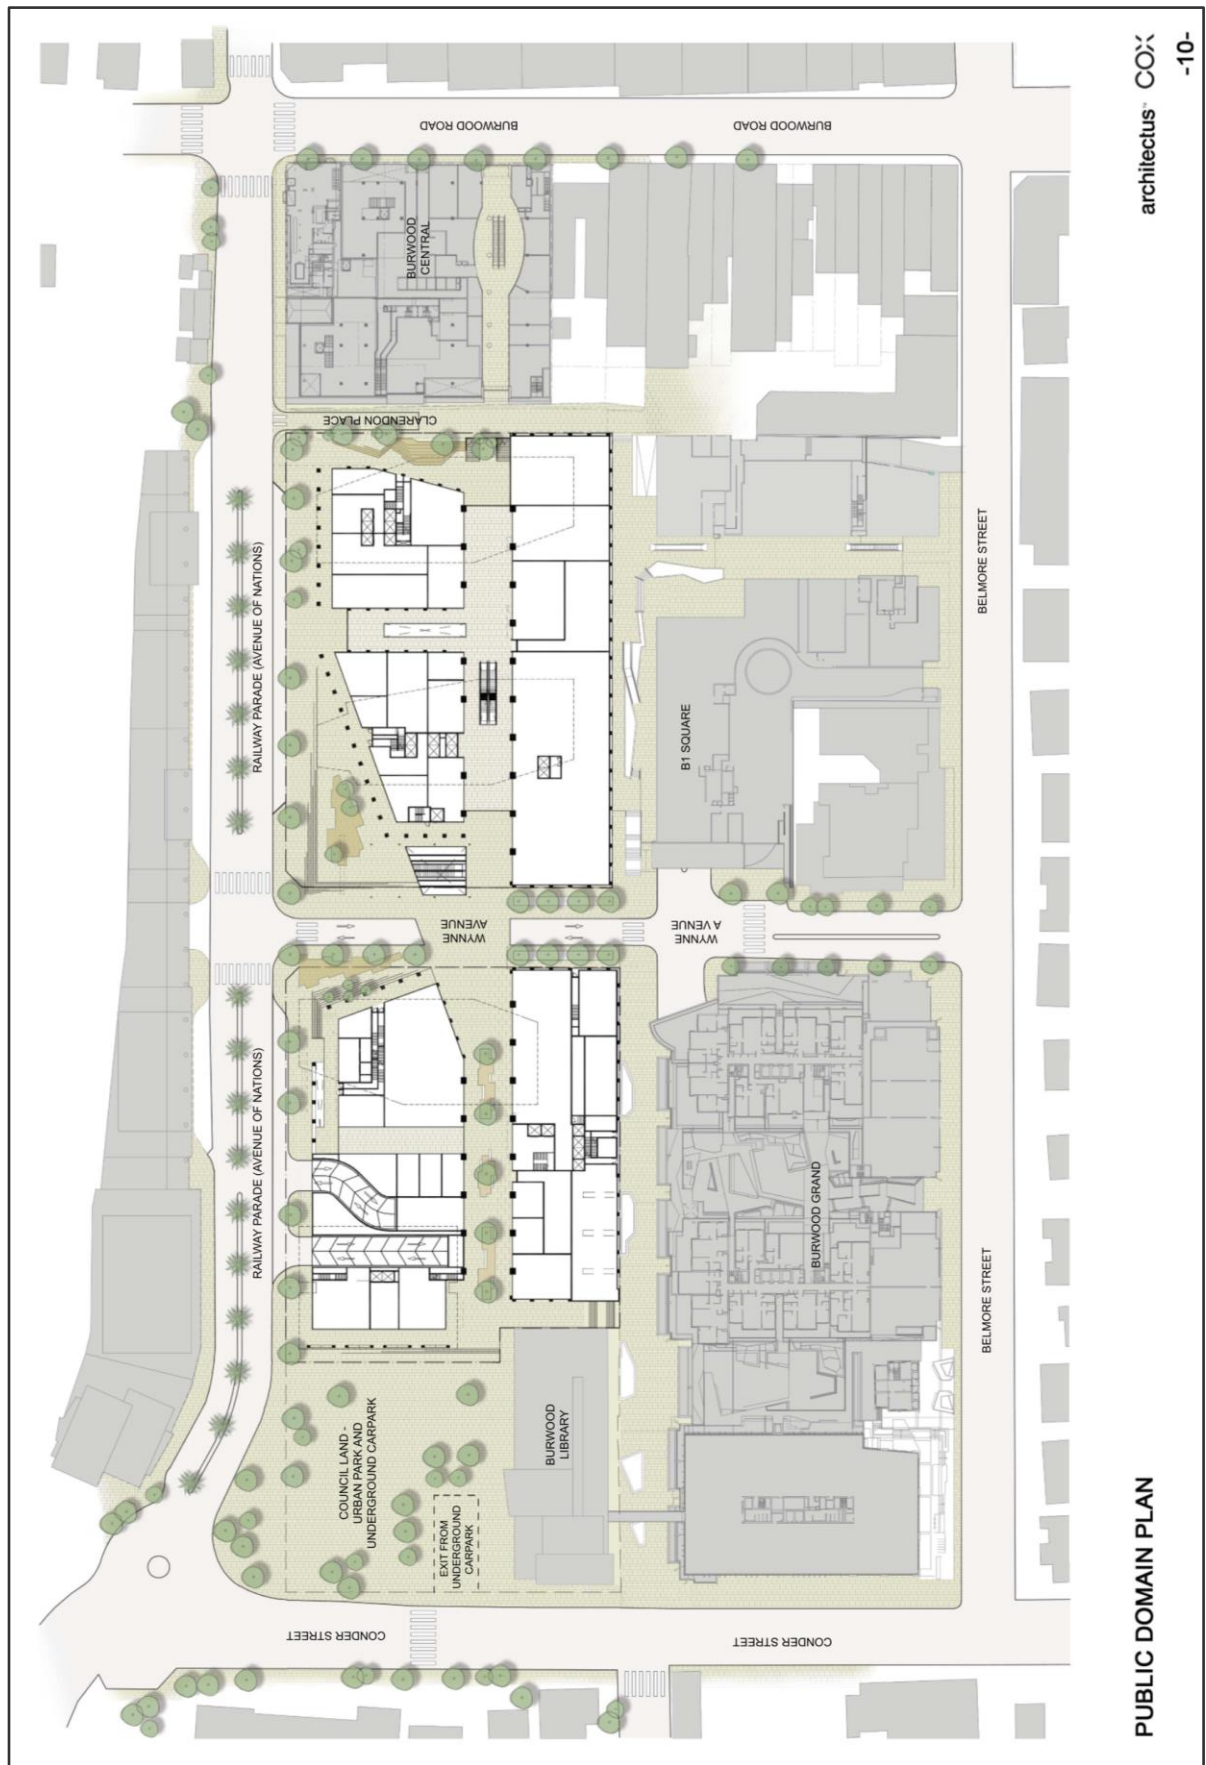 BURWOOD ROAD
BURWOOD ROAD
BURWOOD
CENTRAL
CLARENDON PLACE
RAILWAY PARADE (AVENUE OF NATIONS)
BELMORE STREET
B1 SQUARE
WYNNE
AVENUE
WYNNE
A VENUE
RAILWAY PARADE (AVENUE OF NATIONS)
BURWOOD GRAND
BELMORE STREET
COUNCIL LAND -
URBAN PARK AND
UNDERGROUND CARPARK
EXIT FROM
UNDERGROUND
CARPARK
BURWOOD
LIBRARY
CONDER STREET
CONDER STREET
PUBLIC DOMAIN PLAN
architectus™ COX
-10-